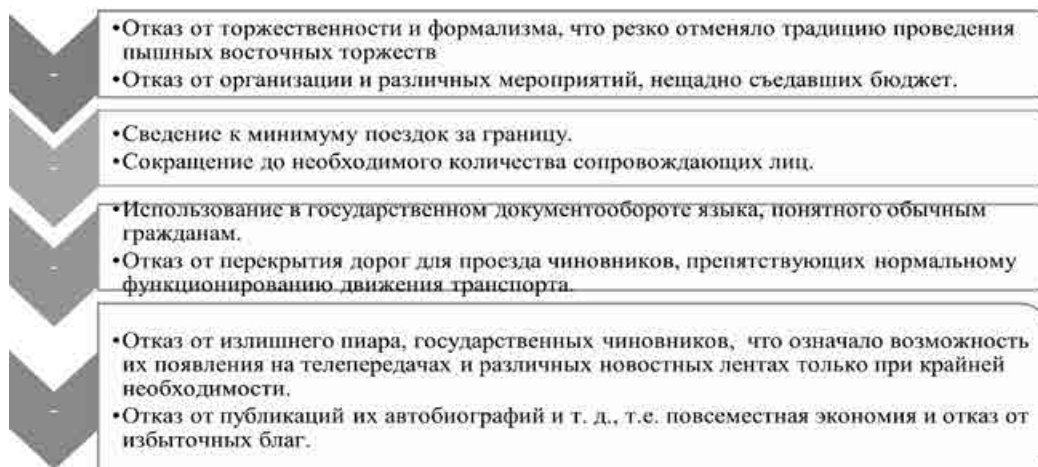 •Отказ от торжественности и формализма, что резко отменяло традицию проведения
пышных восточных торжеств
•Отказ от организации и различных мероприятий, нещадно съедавших бюджет.
•Сведение к минимуму поездок за границу.
•Сокращение до необходимого количества сопровождающих лиц.
•Использование в государственном документообороте языка, понятного обычным
гражданам.
•Отказ от перекрытия дорог для проезда чиновников, препятствующих нормальному
функционированию движения транспорта.
•Отказ от излишнего пиара, государственных чиновников, что означало возможность
их появления на телепередачах и различных новостных лентах только при крайней
необходимости.
•Отказ от публикаций их автобиографий и т. д., т.е. повсеместная экономия и отказ от
избыточных благ.